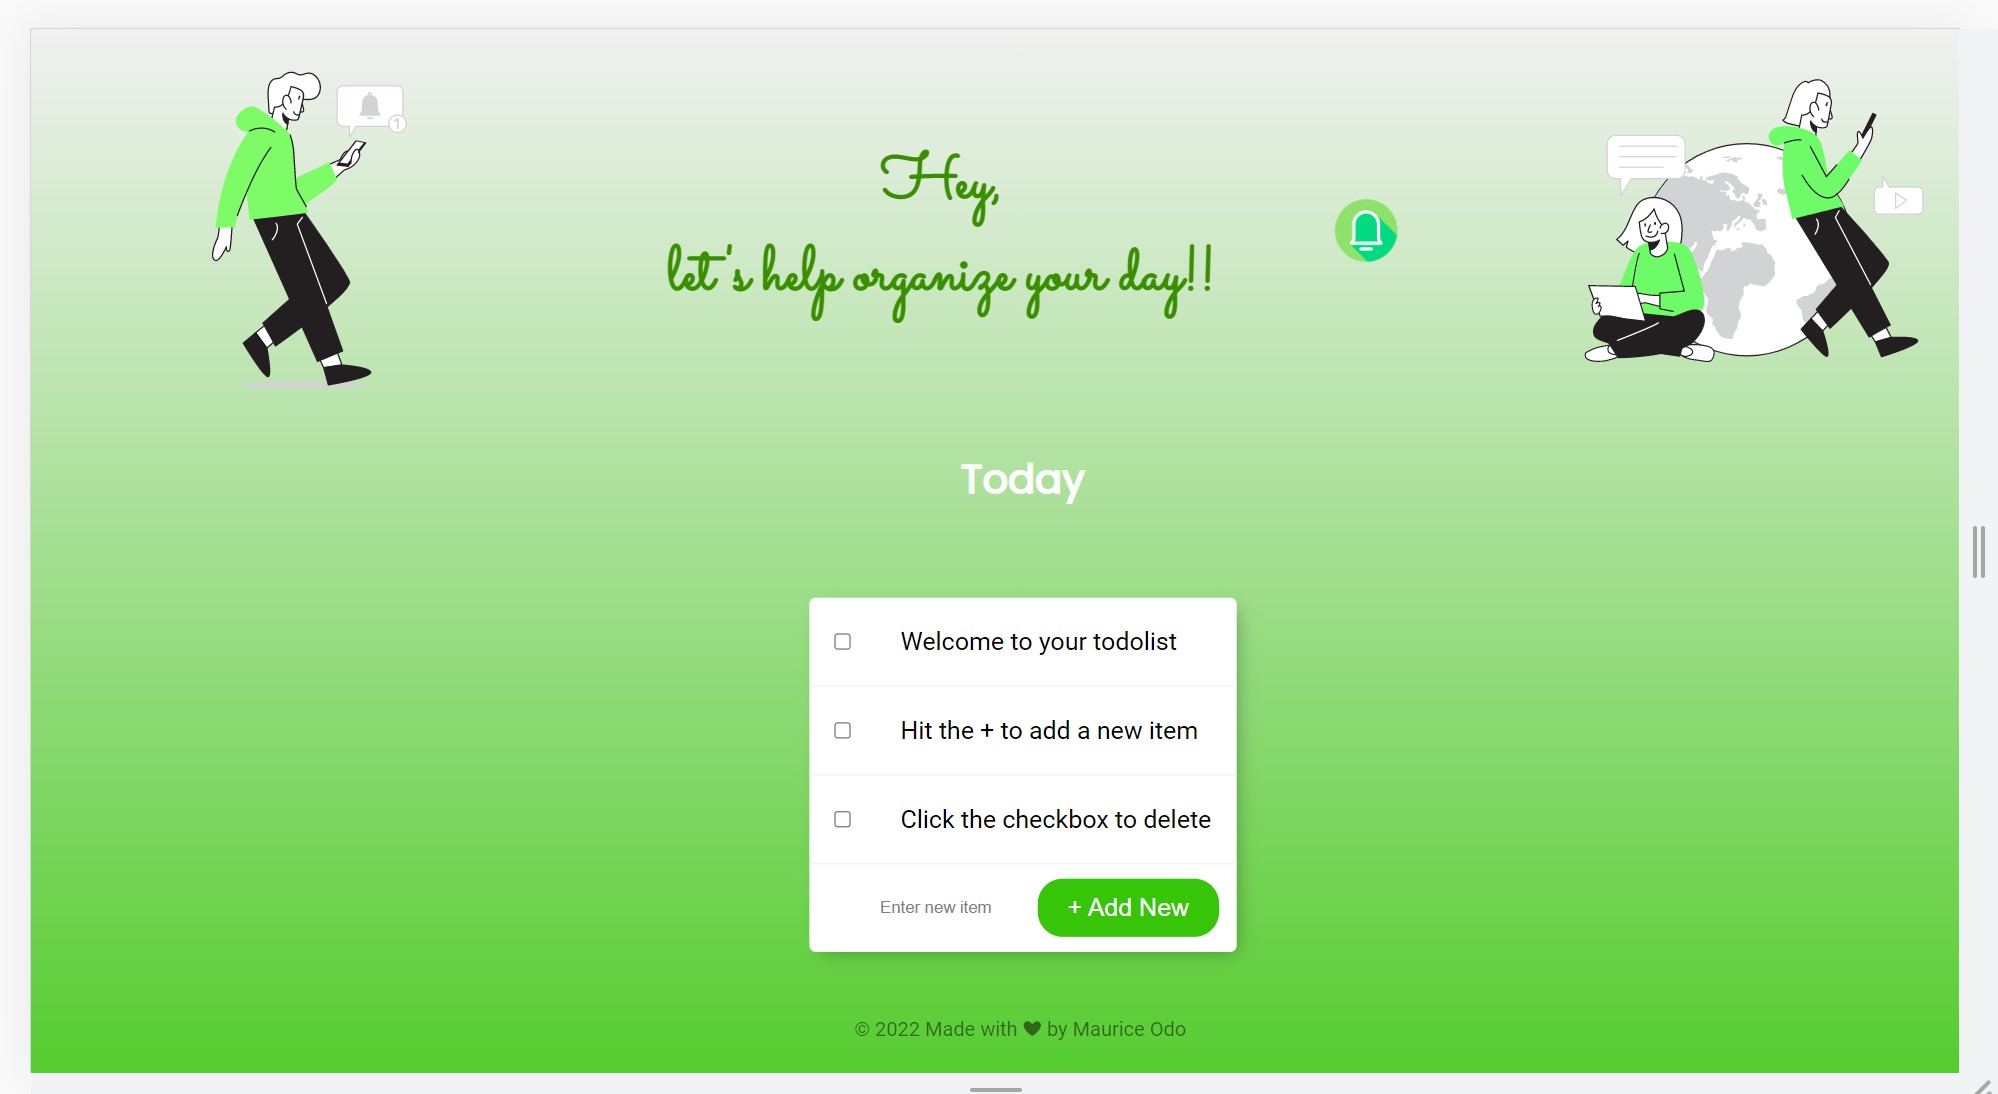 1
Hey,
let's help organize your day!!
Today
Welcome to your todolist
Hit the + to add a new item
Click the checkbox to delete
Enter new item
+ Add New
© 2022 Made with ♥ by Maurice Odo